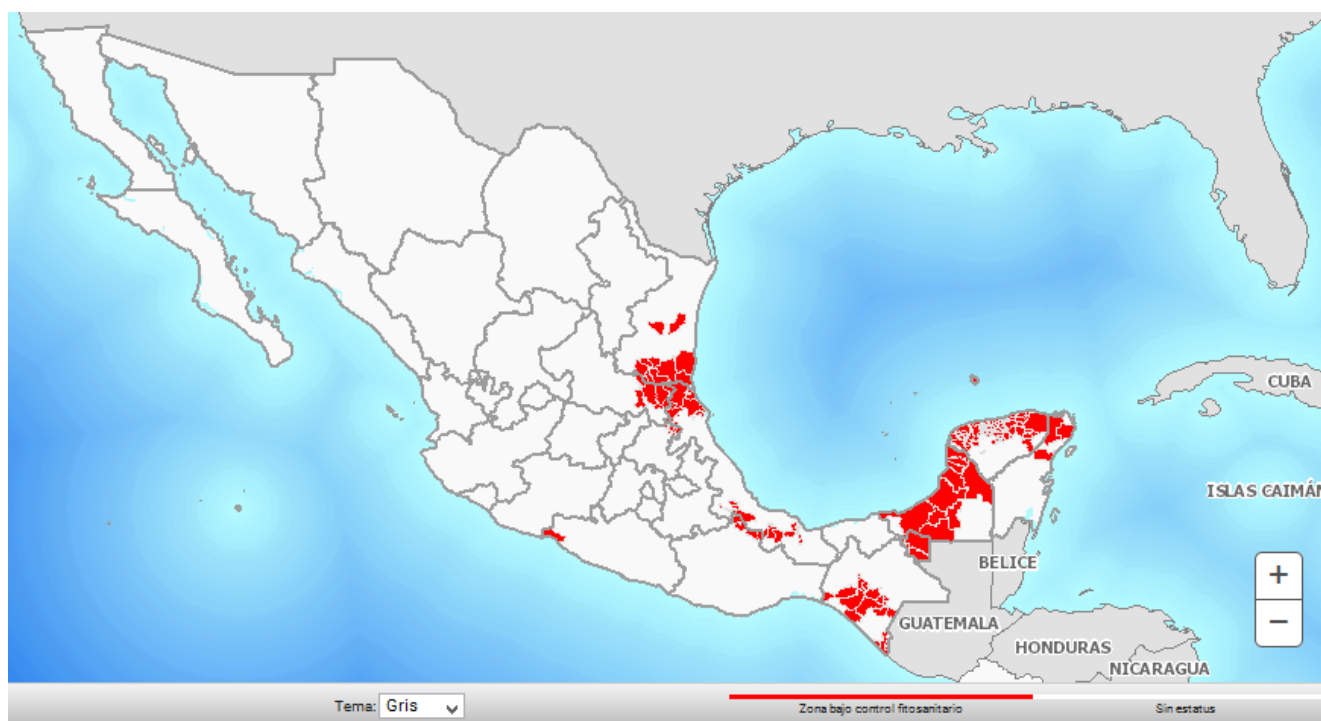 CUBA
ISLAS CAIMÁN
BELICE
GUATEMALA
HONDURAS
NICARAGUA
+
−
Tema: Gris
Zona bajo control fitosanitario
Sin estatus